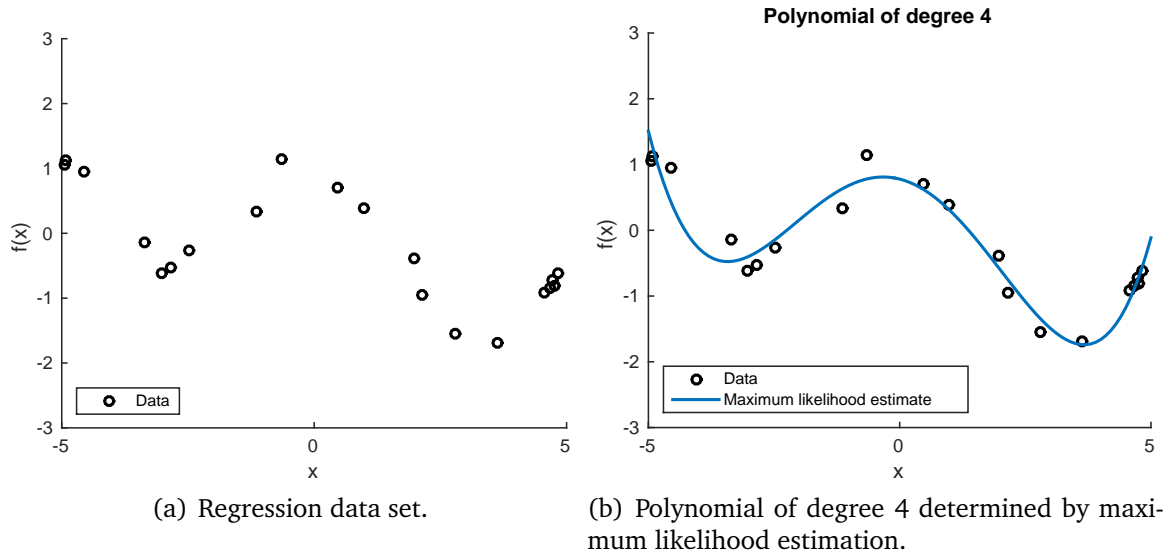 3
2
1
0
-1
-2
-3
f(x)
Data
-5
0
5
x
(a) Regression data set.
Polynomial of degree 4
3
2
1
0
-1
-2
-3
f(x)
Data
Maximum likelihood estimate
-5
0
5
x
(b) Polynomial of degree 4 determined by maxi-
mum likelihood estimation.